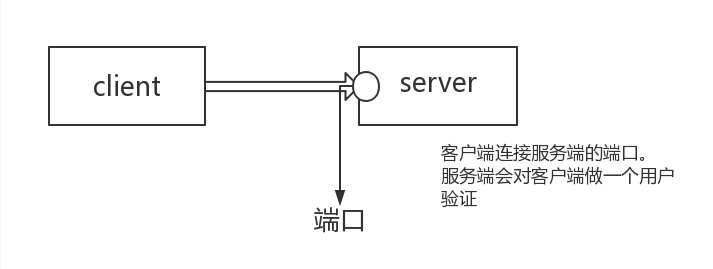 client
server
客户端连接服务端的端口。
服务端会对客户端做一个用户
验证
端口